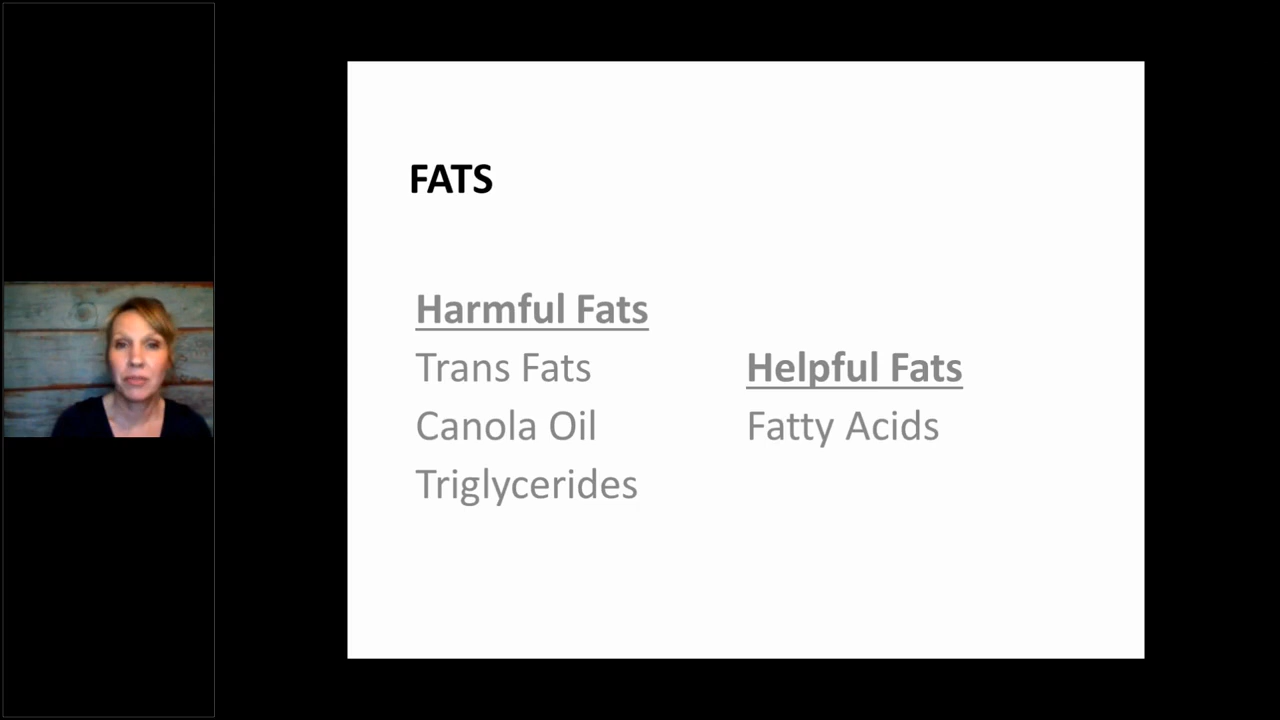 FATS
Harmful Fats
Trans Fats
Canola Oil
Triglycerides
Helpful Fats
Fatty Acids